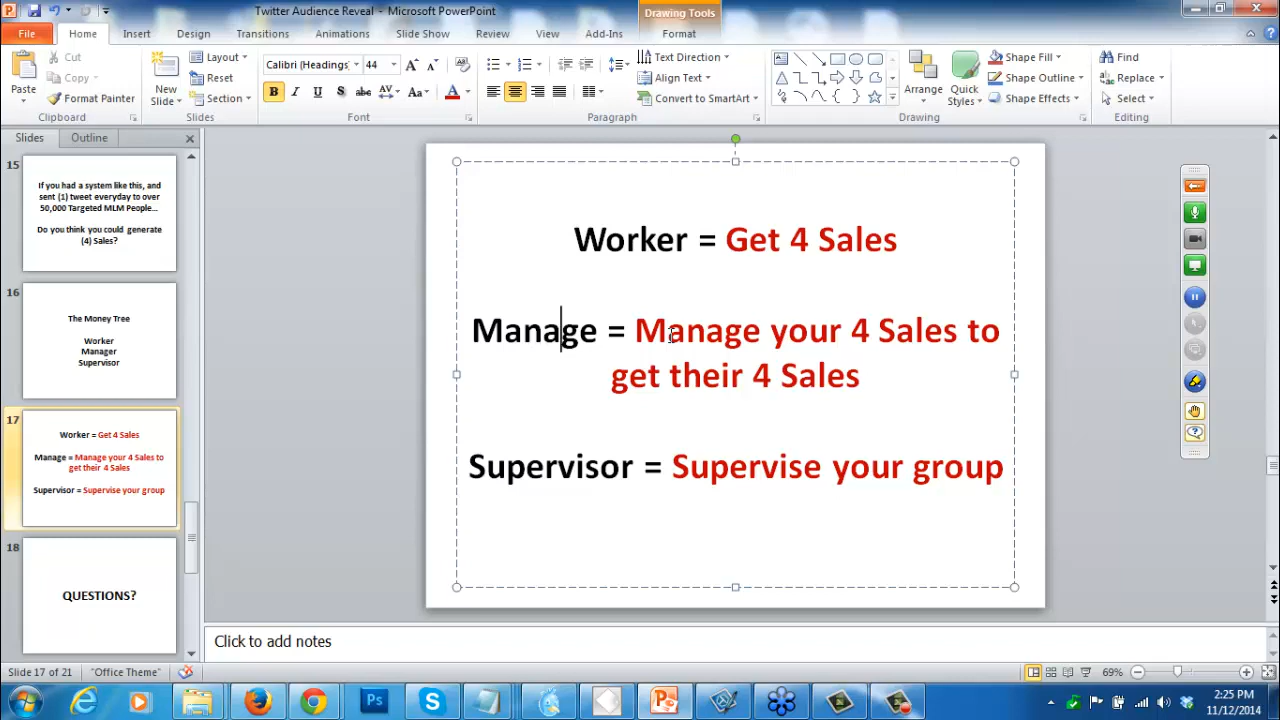 Twitter Audience Reveal - Microsoft PowerPoint
Drawing Tools
File Home Insert Design Transitions Animations Slide Show Review View Add-Ins Format
Paste
Cut
Copy
Format Painter
Clipboard
New
Slide
Layout
Reset
Section
Slides
Calibri (Headings) 44
B I U S abc AV Aa A
Font
Text Direction
Align Text
Convert to SmartArt
Paragraph
Arrange
Quick
Styles
Shape Fill
Shape Outline
Shape Effects
Drawing
Find
Replace
Select
Editing
Slides Outline
15
If you had a system like this, and
sent (1) tweet everyday to over
50,000 Targeted MLM People...
Do you think you could generate
(4) Sales?
16
The Money Tree
Worker
Manager
Supervisor
17
Worker = Get 4 Sales
Manage = Manage your 4 Sales to
get their 4 Sales
Supervisor = Supervise your group
18
QUESTIONS?
Worker = Get 4 Sales
Manage = Manage your 4 Sales to
get their 4 Sales
Supervisor = Supervise your group
Click to add notes
Slide 17 of 21 "Office Theme" 69%
Ps
2:25 PM
11/12/2014